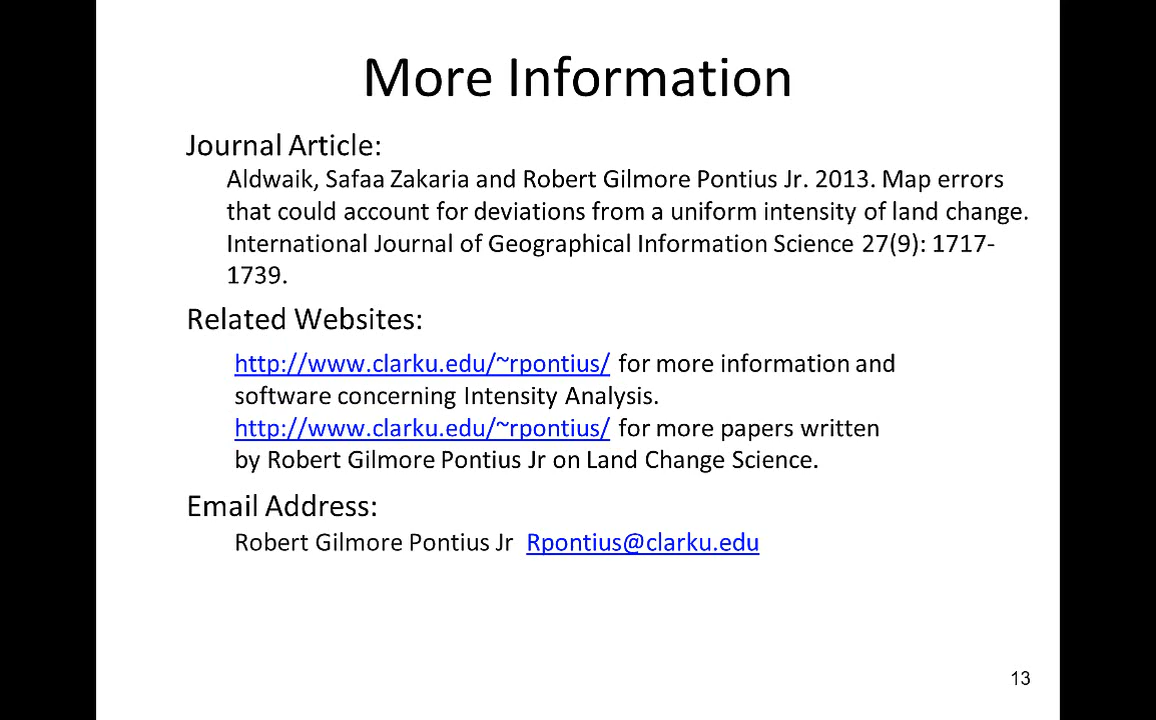 More Information
Journal Article:
Aldwaik, Safaa Zakaria and Robert Gilmore Pontius Jr. 2013. Map errors
that could account for deviations from a uniform intensity of land change.
International Journal of Geographical Information Science 27(9): 1717-
1739.
Related Websites:
http://www.clarku.edu/~rpontius/ for more information and
software concerning Intensity Analysis.
http://www.clarku.edu/~rpontius/ for more papers written
by Robert Gilmore Pontius Jr on Land Change Science.
Email Address:
Robert Gilmore Pontius Jr Rpontius@clarku.edu
13